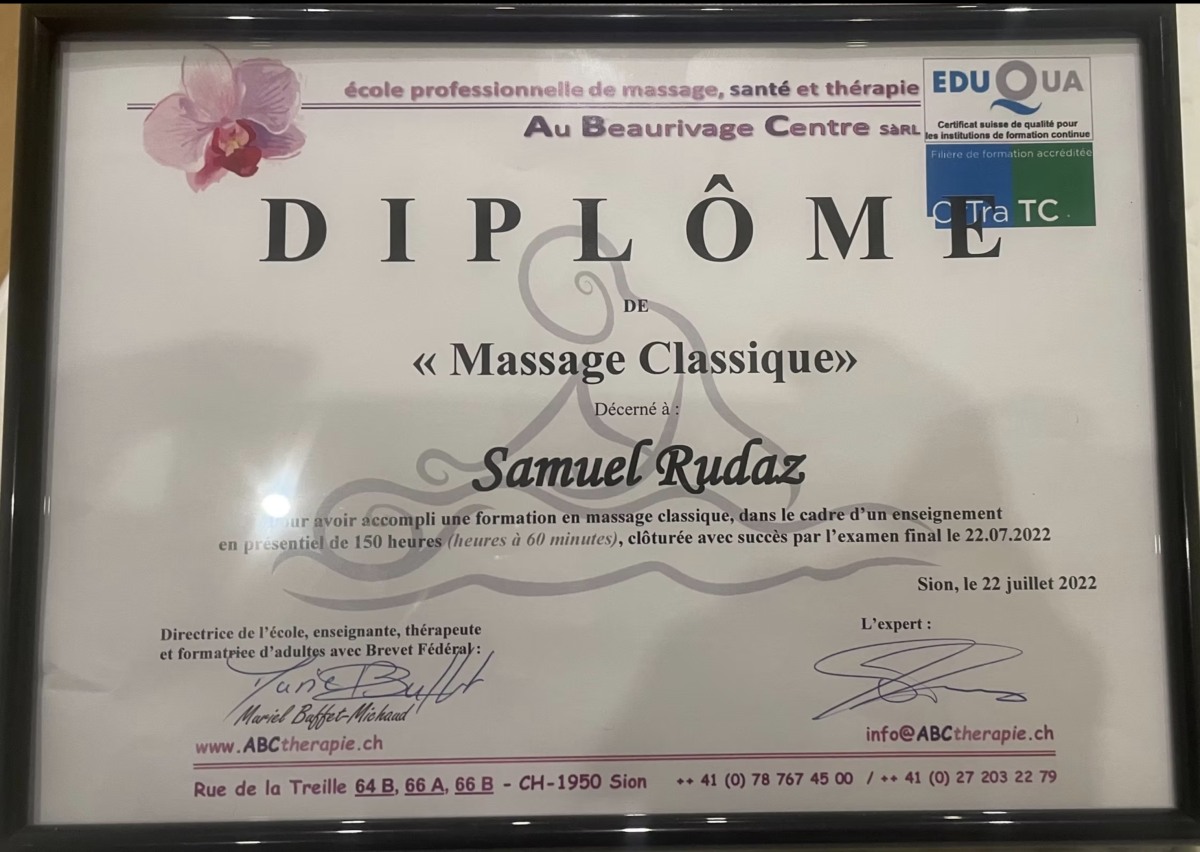 école professionnelle de massage, santé et thérapie
Au Beaurivage Centre sàrl
EDUQUA
Certificat suisse de qualité pour
les institutions de formation continue
Filière de formation accréditée
OrTra TC
DIPLÔME
DE
« Massage Classique»
Décerné à :
Samuel Rudaz
pour avoir accompli une formation en massage classique, dans le cadre d'un enseignement
en présentiel de 150 heures (heures à 60 minutes), clôturée avec succès par l'examen final le 22.07.2022
Sion, le 22 juillet 2022
Directrice de l'école, enseignante, thérapeute
et formatrice d'adultes avec Brevet Fédéral :
L'expert :
Muriel Buffet-Michaud
www.ABCtherapie.ch
info@ABCtherapie.ch
Rue de la Treille 64 B, 66 A, 66 B - CH-1950 Sion ++ 41 (0) 78 767 45 00 / ++ 41 (0) 27 203 22 79